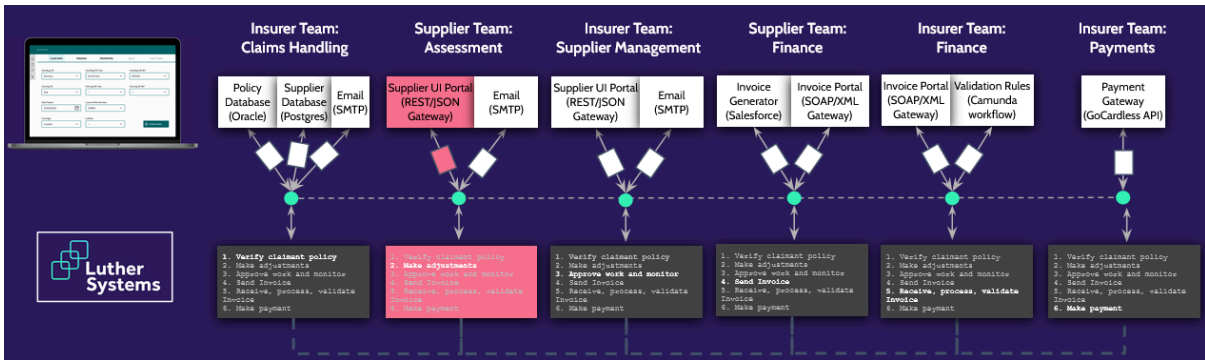 Insurer Team:
Claims Handling
Supplier Team:
Assessment
Insurer Team:
Supplier Management
Supplier Team:
Finance
Insurer Team:
Finance
Insurer Team:
Payments
Policy
Database
(Oracle)
Supplier
Database
(Postgres)
Email
(SMTP)
Supplier UI Portal
(REST/JSON
Gateway)
Email
(SMTP)
Supplier UI Portal
(REST/JSON
Gateway)
Email
(SMTP)
Invoice
Generator
(Salesforce)
Invoice Portal
(SOAP/XML
Gateway)
Invoice Portal
(SOAP/XML
Gateway)
Validation Rules
(Camunda
workflow)
Payment
Gateway
(GoCardless API)
Luther
Systems
1. Verify claimant policy
2. Make adjustments
3. Approve work and monitor
4. Send Invoice
5. Receive, process, validate
Invoice
6. Make payment
1. Verify claimant policy
2. Make adjustments
3. Approve work and monitor
4. Send Invoice
5. Receive, process, validate
Invoice
6. Make payment
1. Verify claimant policy
2. Make adjustments
3. Approve work and monitor
4. Send Invoice
5. Receive, process, validate
Invoice
6. Make payment
1. Verify claimant policy
2. Make adjustments
3. Approve work and monitor
4. Send Invoice
5. Receive, process, validate
Invoice
6. Make payment
1. Verify claimant policy
2. Make adjustments
3. Approve work and monitor
4. Send Invoice
5. Receive, process, validate
Invoice
6. Make payment
1. Verify claimant policy
2. Make adjustments
3. Approve work and monitor
4. Send Invoice
5. Receive, process, validate
Invoice
6. Make payment